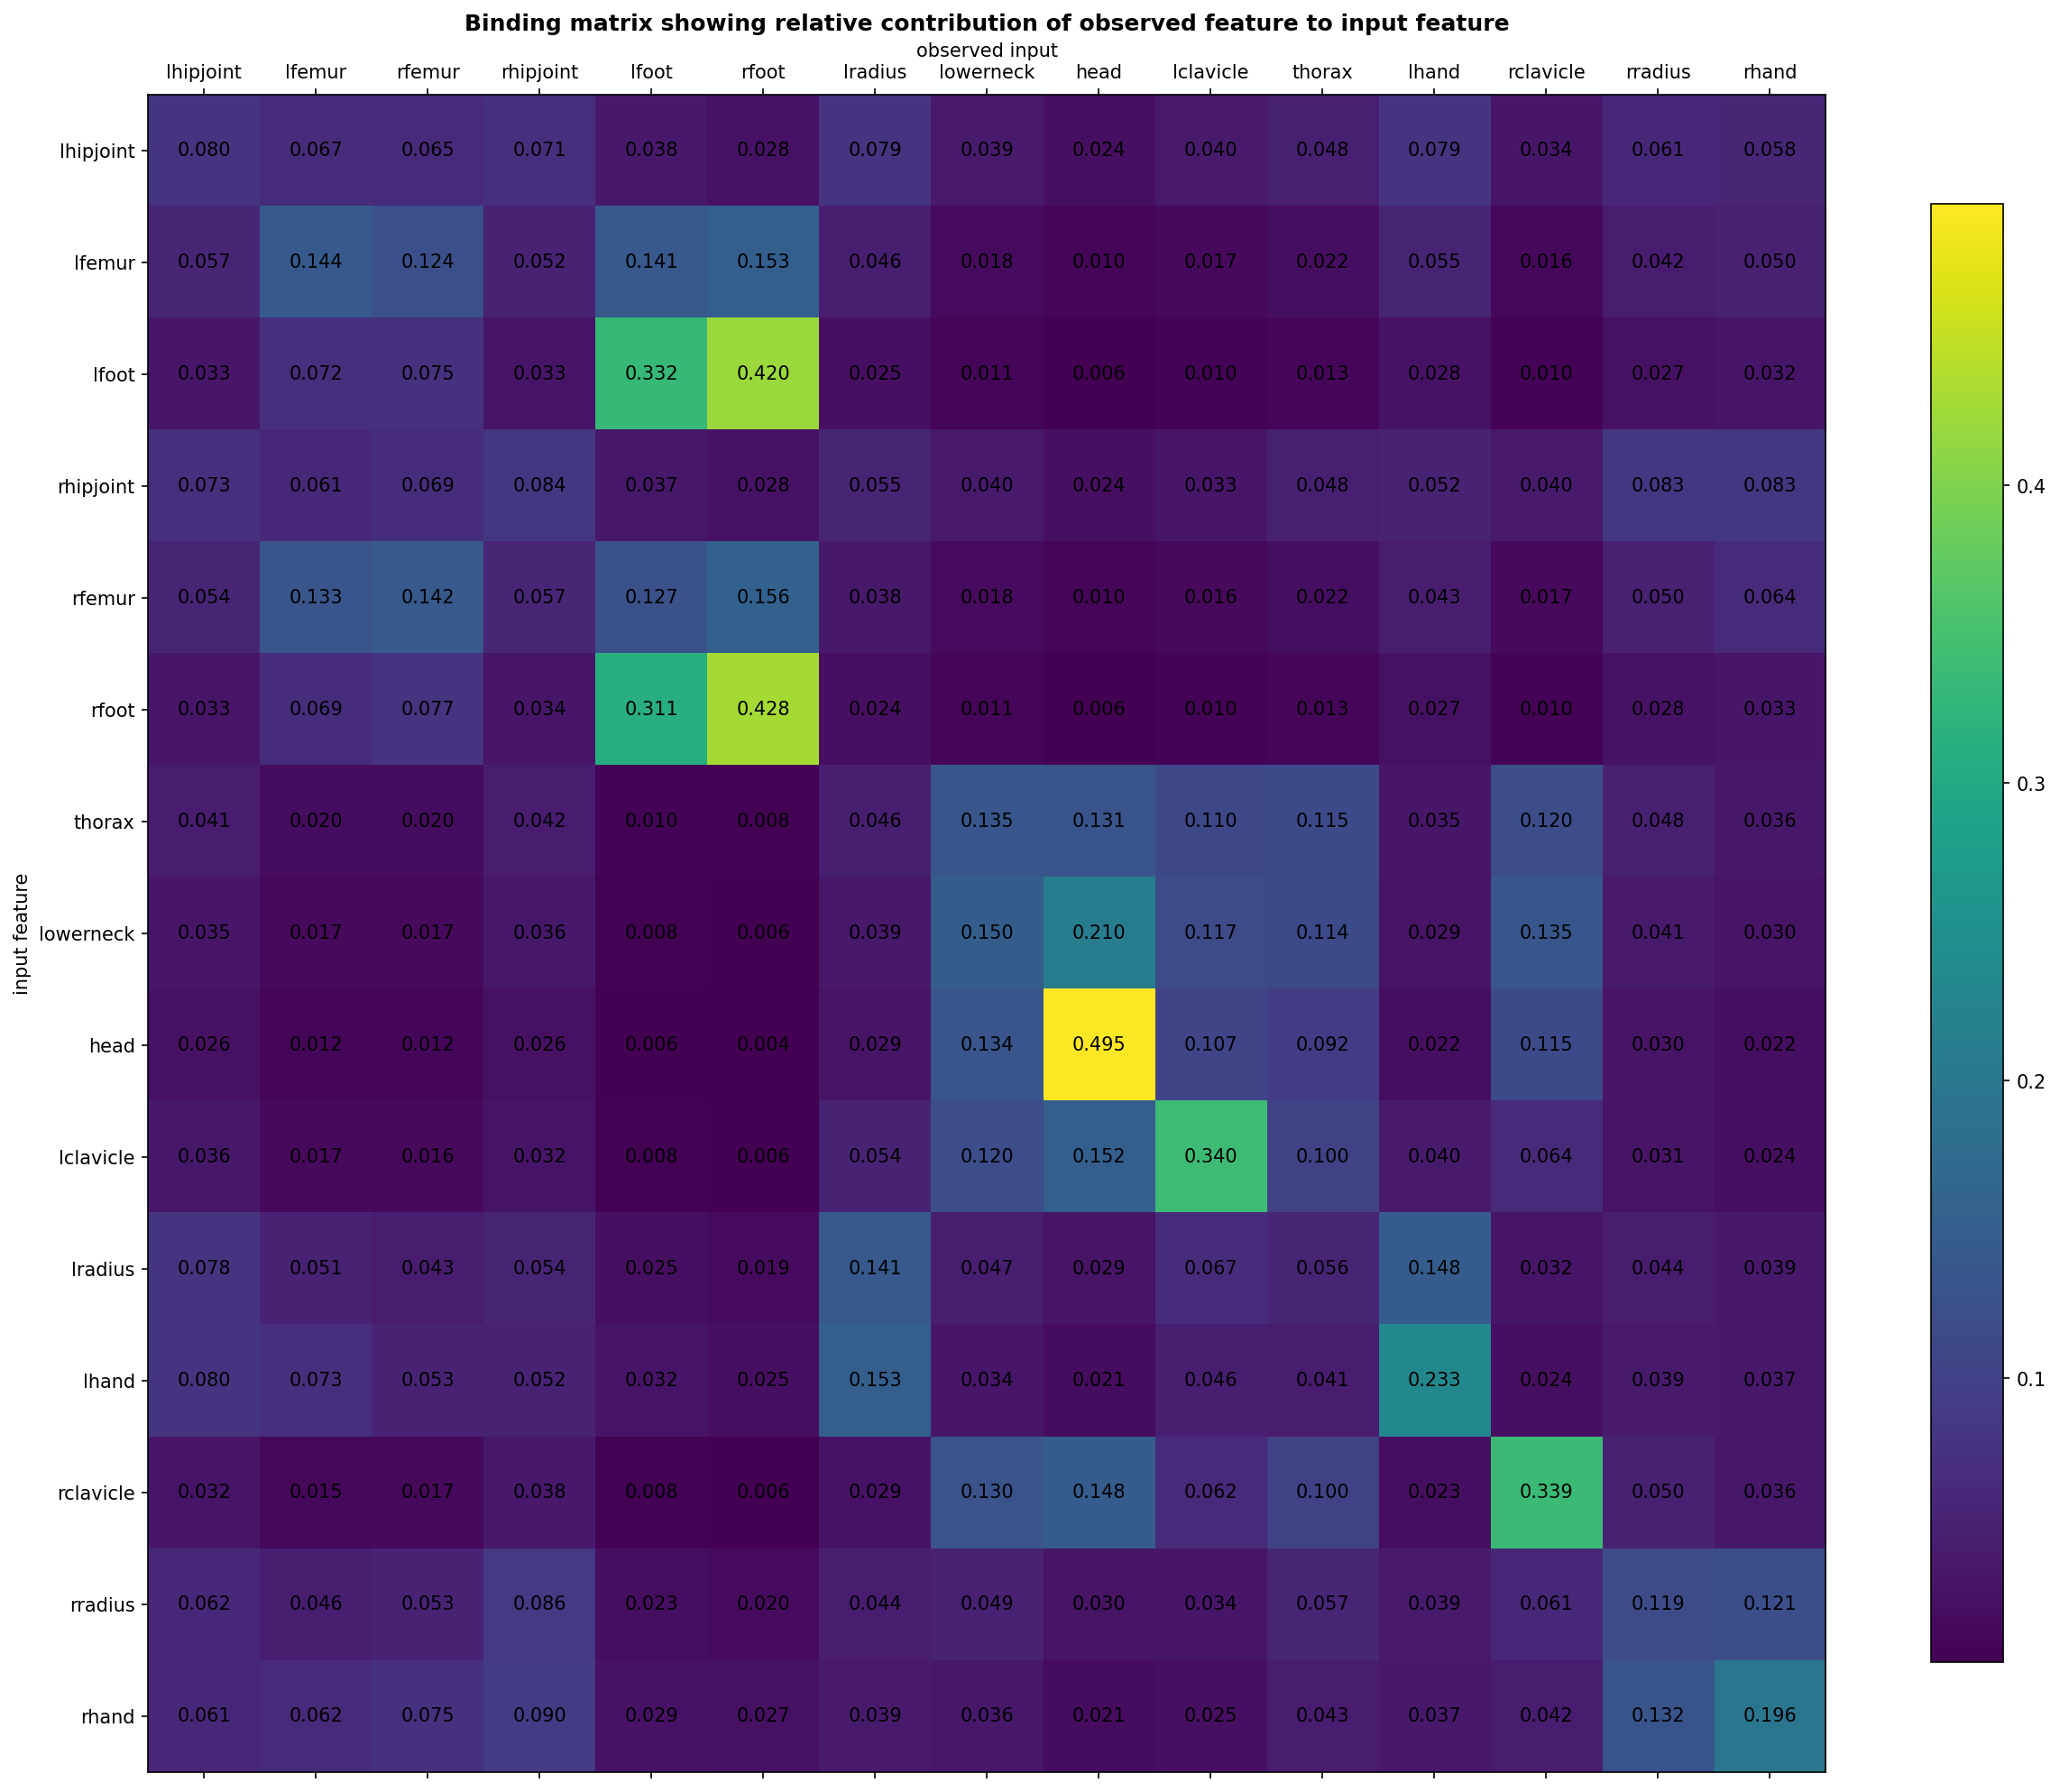 Binding matrix showing relative contribution of observed feature to input feature
observed input
lhipjoint lfemur rfemur rhipjoint lfoot rfoot lradius lowerneck head lclavicle thorax lhand rclavicle rradius rhand
lhipjoint 0.080 0.067 0.065 0.071 0.038 0.028 0.079 0.039 0.024 0.040 0.048 0.079 0.034 0.061 0.058
lfemur 0.057 0.144 0.124 0.052 0.141 0.153 0.046 0.018 0.010 0.017 0.022 0.055 0.016 0.042 0.050
lfoot 0.033 0.072 0.075 0.033 0.332 0.420 0.025 0.011 0.006 0.010 0.013 0.028 0.010 0.027 0.032
rhipjoint 0.073 0.061 0.069 0.084 0.037 0.028 0.055 0.040 0.024 0.033 0.048 0.052 0.040 0.083 0.083
0.4
rfemur 0.054 0.133 0.142 0.057 0.127 0.156 0.038 0.018 0.010 0.016 0.022 0.043 0.017 0.050 0.064
rfoot 0.033 0.069 0.077 0.034 0.311 0.428 0.024 0.011 0.006 0.010 0.013 0.027 0.010 0.028 0.033
0.3
thorax 0.041 0.020 0.020 0.042 0.010 0.008 0.046 0.135 0.131 0.110 0.115 0.035 0.120 0.048 0.036
input feature
lowerneck 0.035 0.017 0.017 0.036 0.008 0.006 0.039 0.150 0.210 0.117 0.114 0.029 0.135 0.041 0.030
head 0.026 0.012 0.012 0.026 0.006 0.004 0.029 0.134 0.495 0.107 0.092 0.022 0.115 0.030 0.022
0.2
lclavicle 0.036 0.017 0.016 0.032 0.008 0.006 0.054 0.120 0.152 0.340 0.100 0.040 0.064 0.031 0.024
lradius 0.078 0.051 0.043 0.054 0.025 0.019 0.141 0.047 0.029 0.067 0.056 0.148 0.032 0.044 0.039
lhand 0.080 0.073 0.053 0.052 0.032 0.025 0.153 0.034 0.021 0.046 0.041 0.233 0.024 0.039 0.037
0.1
rclavicle 0.032 0.015 0.017 0.038 0.008 0.006 0.029 0.130 0.148 0.062 0.100 0.023 0.339 0.050 0.036
rradius 0.062 0.046 0.053 0.086 0.023 0.020 0.044 0.049 0.030 0.034 0.057 0.039 0.061 0.119 0.121
rhand 0.061 0.062 0.075 0.090 0.029 0.027 0.039 0.036 0.021 0.025 0.043 0.037 0.042 0.132 0.196